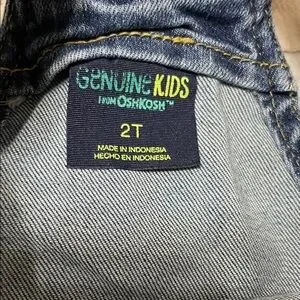 GENUINE KIDS
FROM OSHKOSH™
2T
MADE IN INDONESIA
HECHO EN INDONESIA